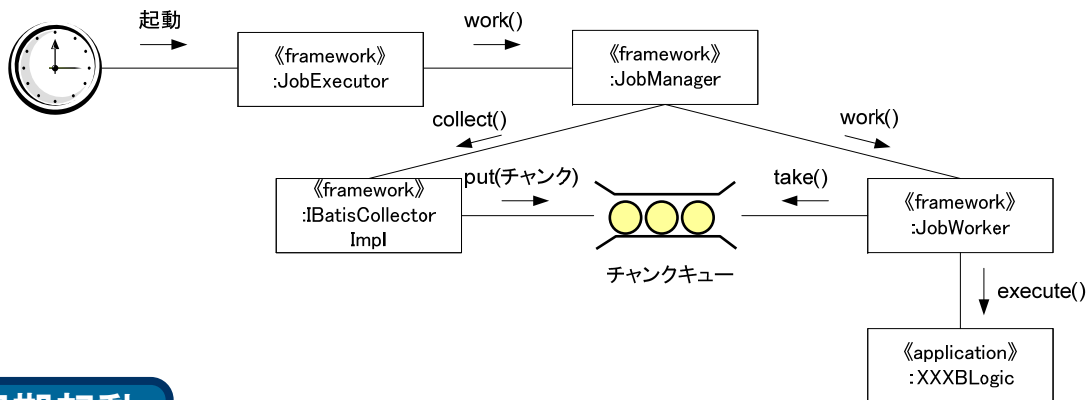 起動
work()
《framework》
:JobExecutor
《framework》
:JobManager
collect()
work()
《framework》
:IBatisCollector
Impl
put(チャンク)
take()
《framework》
:JobWorker
チャンクキュー
execute()
《application》
:XXXBLogic